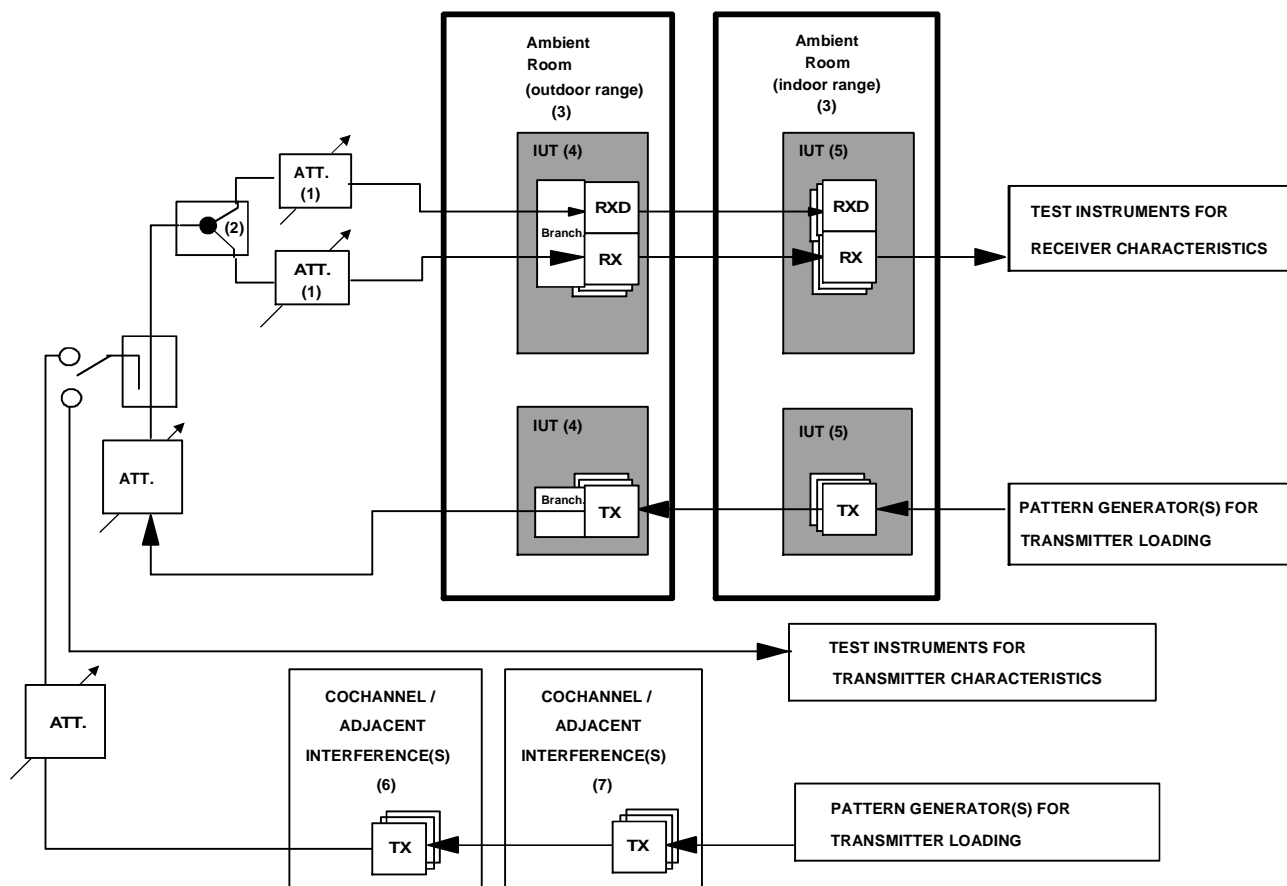 Ambient
Room
(outdoor range)
(3)
Ambient
Room
(indoor range)
(3)
IUT (4)
IUT (5)
ATT.
(1)
(2)
RXD
Branch.
RX
RXD
RX
TEST INSTRUMENTS FOR
RECEIVER CHARACTERISTICS
ATT.
(1)
IUT (4)
IUT (5)
ATT.
Branch.
TX
TX
PATTERN GENERATOR(S) FOR
TRANSMITTER LOADING
TEST INSTRUMENTS FOR
TRANSMITTER CHARACTERISTICS
ATT.
COCHANNEL /
ADJACENT
INTERFERENCE(S)
(6)
TX
COCHANNEL /
ADJACENT
INTERFERENCE(S)
(7)
TX
PATTERN GENERATOR(S) FOR
TRANSMITTER LOADING